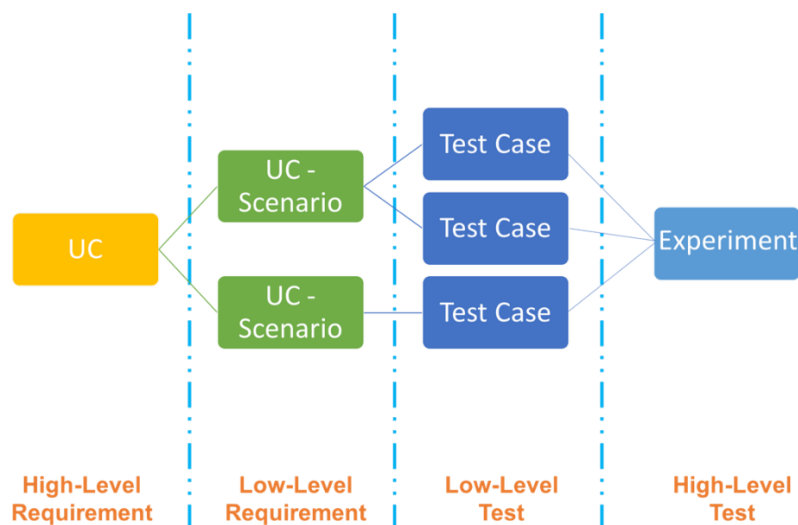 UC
UC -
Scenario
UC -
Scenario
Test Case
Test Case
Test Case
Experiment
High-Level
Requirement
Low-Level
Requirement
Low-Level
Test
High-Level
Test